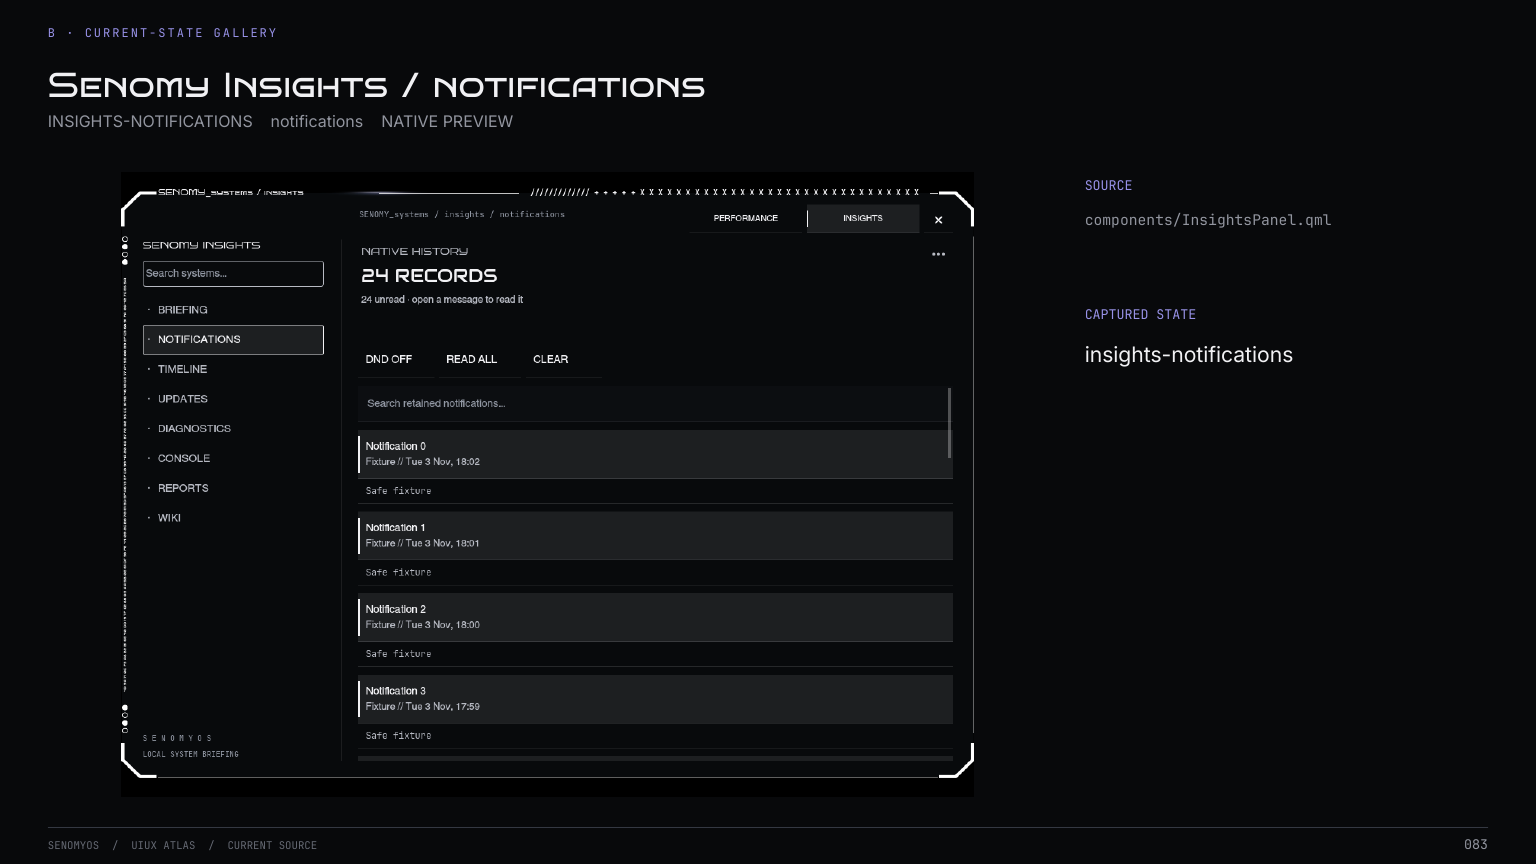 B · CURRENT-STATE GALLERY
Senomy Insights / notifications
INSIGHTS-NOTIFICATIONS notifications NATIVE PREVIEW
SENOMY_systems / insights
////////////// + + + + + X X X X X X X X X X X X X X X X X X X X X X X X X
SENOMY_systems / insights / notifications
PERFORMANCE
INSIGHTS
×
SENOMY INSIGHTS
Search systems...
· BRIEFING
· NOTIFICATIONS
· TIMELINE
· UPDATES
· DIAGNOSTICS
· CONSOLE
· REPORTS
· WIKI
SENOMYOS
LOCAL SYSTEM BRIEFING
NATIVE HISTORY
24 RECORDS
24 unread · open a message to read it
DND OFF
READ ALL
CLEAR
Search retained notifications...
Notification 0
Fixture // Tue 3 Nov, 18:02
Safe fixture
Notification 1
Fixture // Tue 3 Nov, 18:01
Safe fixture
Notification 2
Fixture // Tue 3 Nov, 18:00
Safe fixture
Notification 3
Fixture // Tue 3 Nov, 17:59
Safe fixture
SOURCE
components/InsightsPanel.qml
CAPTURED STATE
insights-notifications
SENOMYOS / UIUX ATLAS / CURRENT SOURCE
083